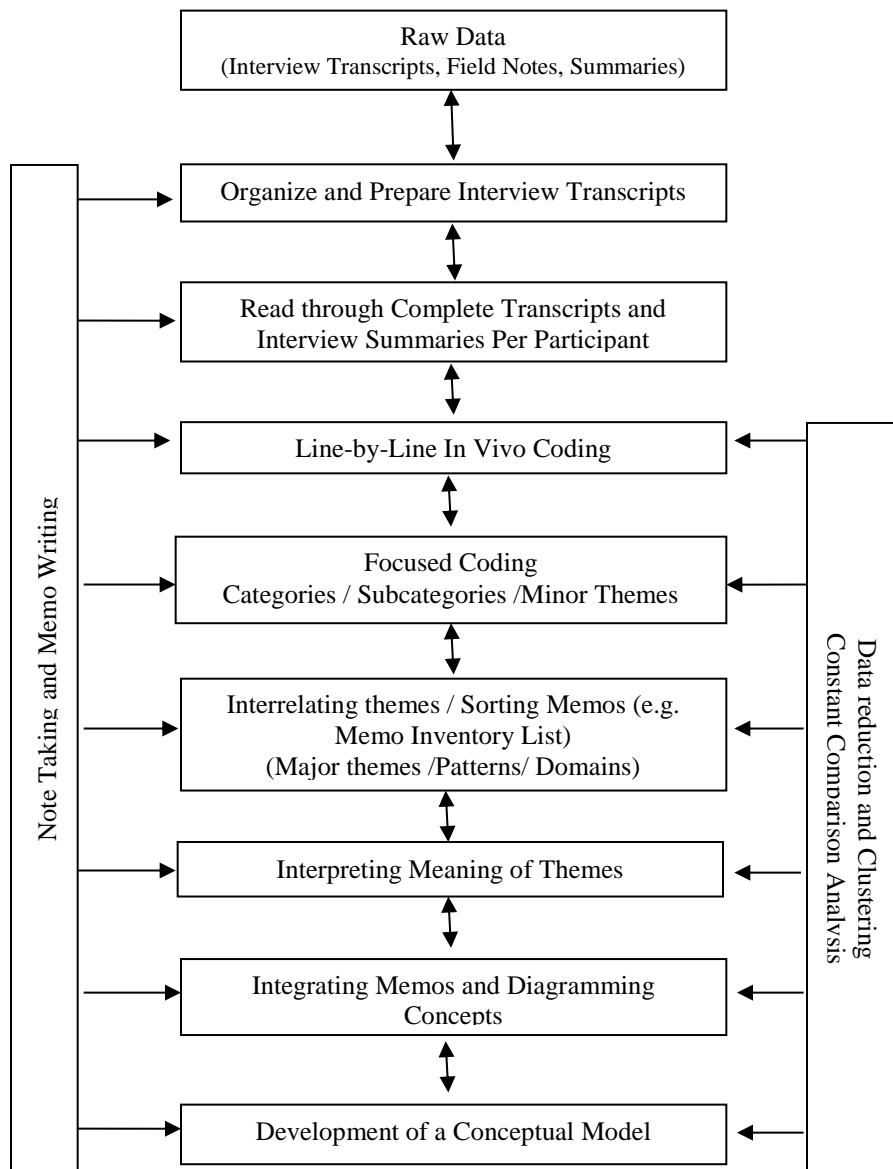 Raw Data
(Interview Transcripts, Field Notes, Summaries)
Organize and Prepare Interview Transcripts
Read through Complete Transcripts and
Interview Summaries Per Participant
Line-by-Line In Vivo Coding
Focused Coding
Categories / Subcategories /Minor Themes
Interrelating themes / Sorting Memos (e.g.
Memo Inventory List)
(Major themes /Patterns/ Domains)
Interpreting Meaning of Themes
Integrating Memos and Diagramming
Concepts
Development of a Conceptual Model
Note Taking and Memo Writing
Data reduction and Clustering
Constant Comparison Analysis